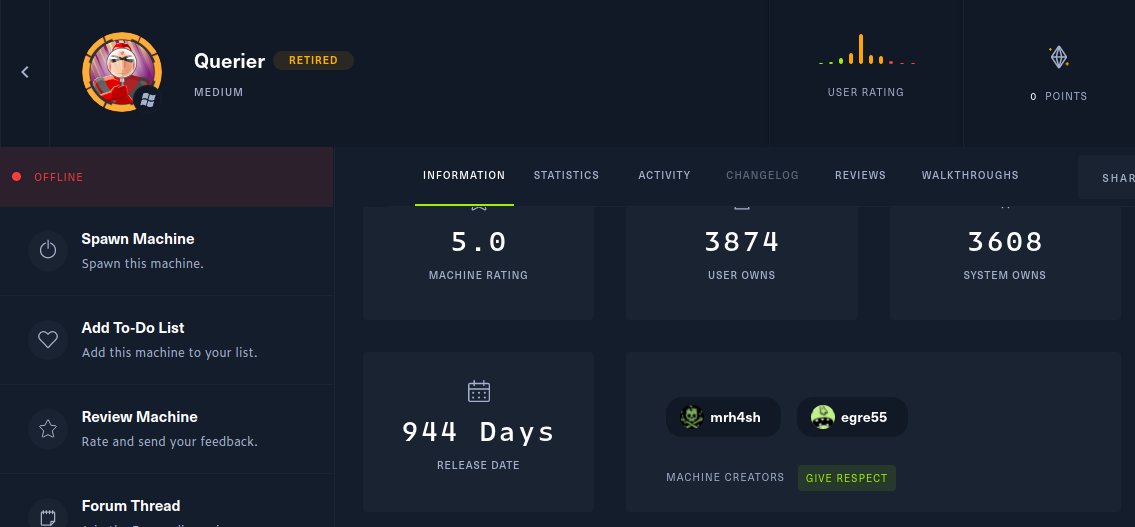 Querier RETIRED
MEDIUM
USER RATING
0 POINTS
OFFLINE
INFORMATION STATISTICS ACTIVITY CHANGELOG REVIEWS WALKTHROUGHS
Spawn Machine
Spawn this machine.
Add To-Do List
Add this machine to your list.
Review Machine
Rate and send your feedback.
Forum Thread
5.0
MACHINE RATING
3874
USER OWNS
3608
SYSTEM OWNS
944 Days
RELEASE DATE
mrh4sh egre55
MACHINE CREATORS GIVE RESPECT